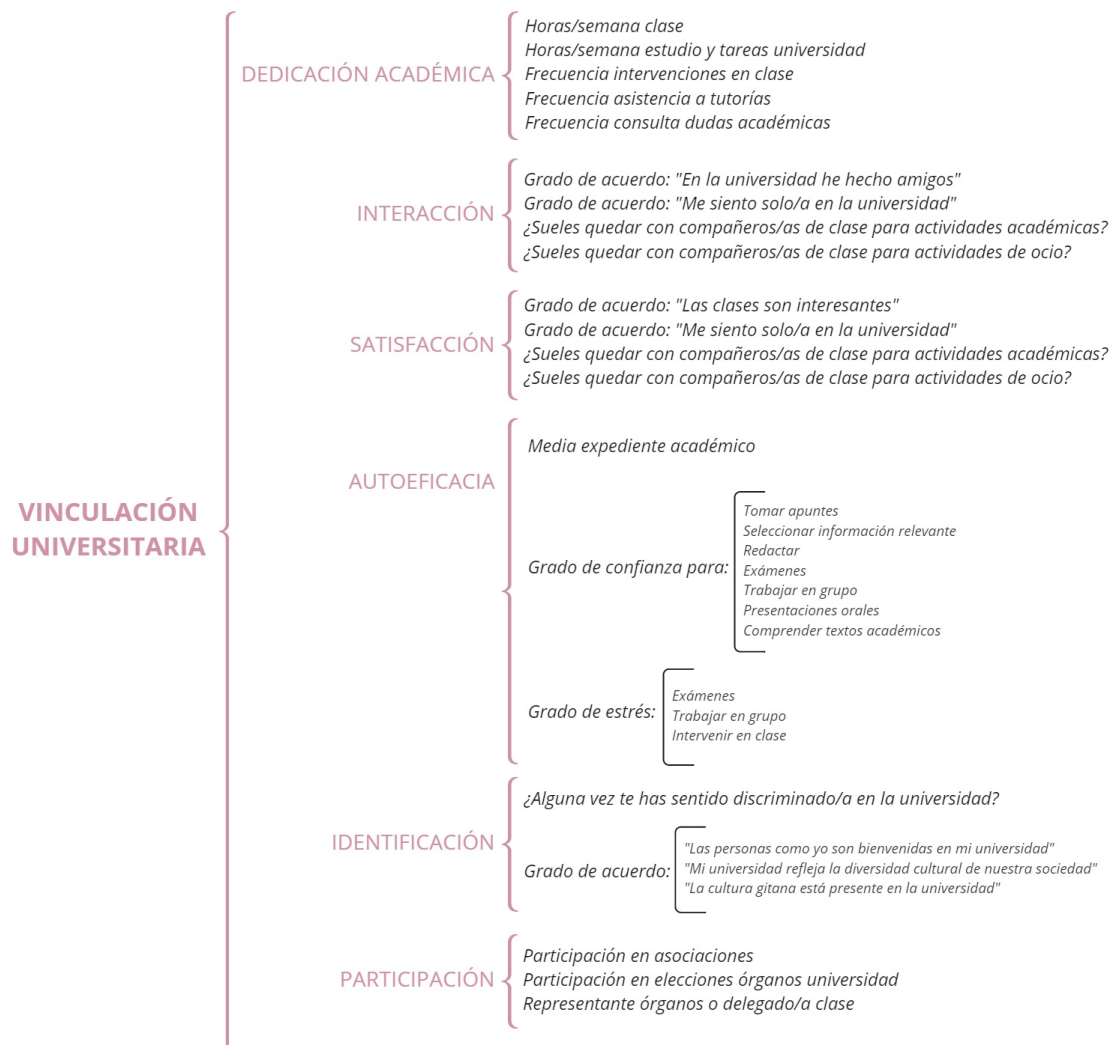 VINCULACIÓN
UNIVERSITARIA
DEDICACIÓN ACADÉMICA
Horas/semana clase
Horas/semana estudio y tareas universidad
Frecuencia intervenciones en clase
Frecuencia asistencia a tutorías
Frecuencia consulta dudas académicas
INTERACCIÓN
Grado de acuerdo: "En la universidad he hecho amigos"
Grado de acuerdo: "Me siento solo/a en la universidad"
¿Sueles quedar con compañeros/as de clase para actividades académicas?
¿Sueles quedar con compañeros/as de clase para actividades de ocio?
SATISFACCIÓN
Grado de acuerdo: "Las clases son interesantes"
Grado de acuerdo: "Me siento solo/a en la universidad"
¿Sueles quedar con compañeros/as de clase para actividades académicas?
¿Sueles quedar con compañeros/as de clase para actividades de ocio?
AUTOEFICACIA
Media expediente académico
Grado de confianza para:
Tomar apuntes
Seleccionar información relevante
Redactar
Exámenes
Trabajar en grupo
Presentaciones orales
Comprender textos académicos
Grado de estrés:
Exámenes
Trabajar en grupo
Intervenir en clase
IDENTIFICACIÓN
¿Alguna vez te has sentido discriminado/a en la universidad?
Grado de acuerdo:
"Las personas como yo son bienvenidas en mi universidad"
"Mi universidad refleja la diversidad cultural de nuestra sociedad"
"La cultura gitana está presente en la universidad"
PARTICIPACIÓN
Participación en asociaciones
Participación en elecciones órganos universidad
Representante órganos o delegado/a clase